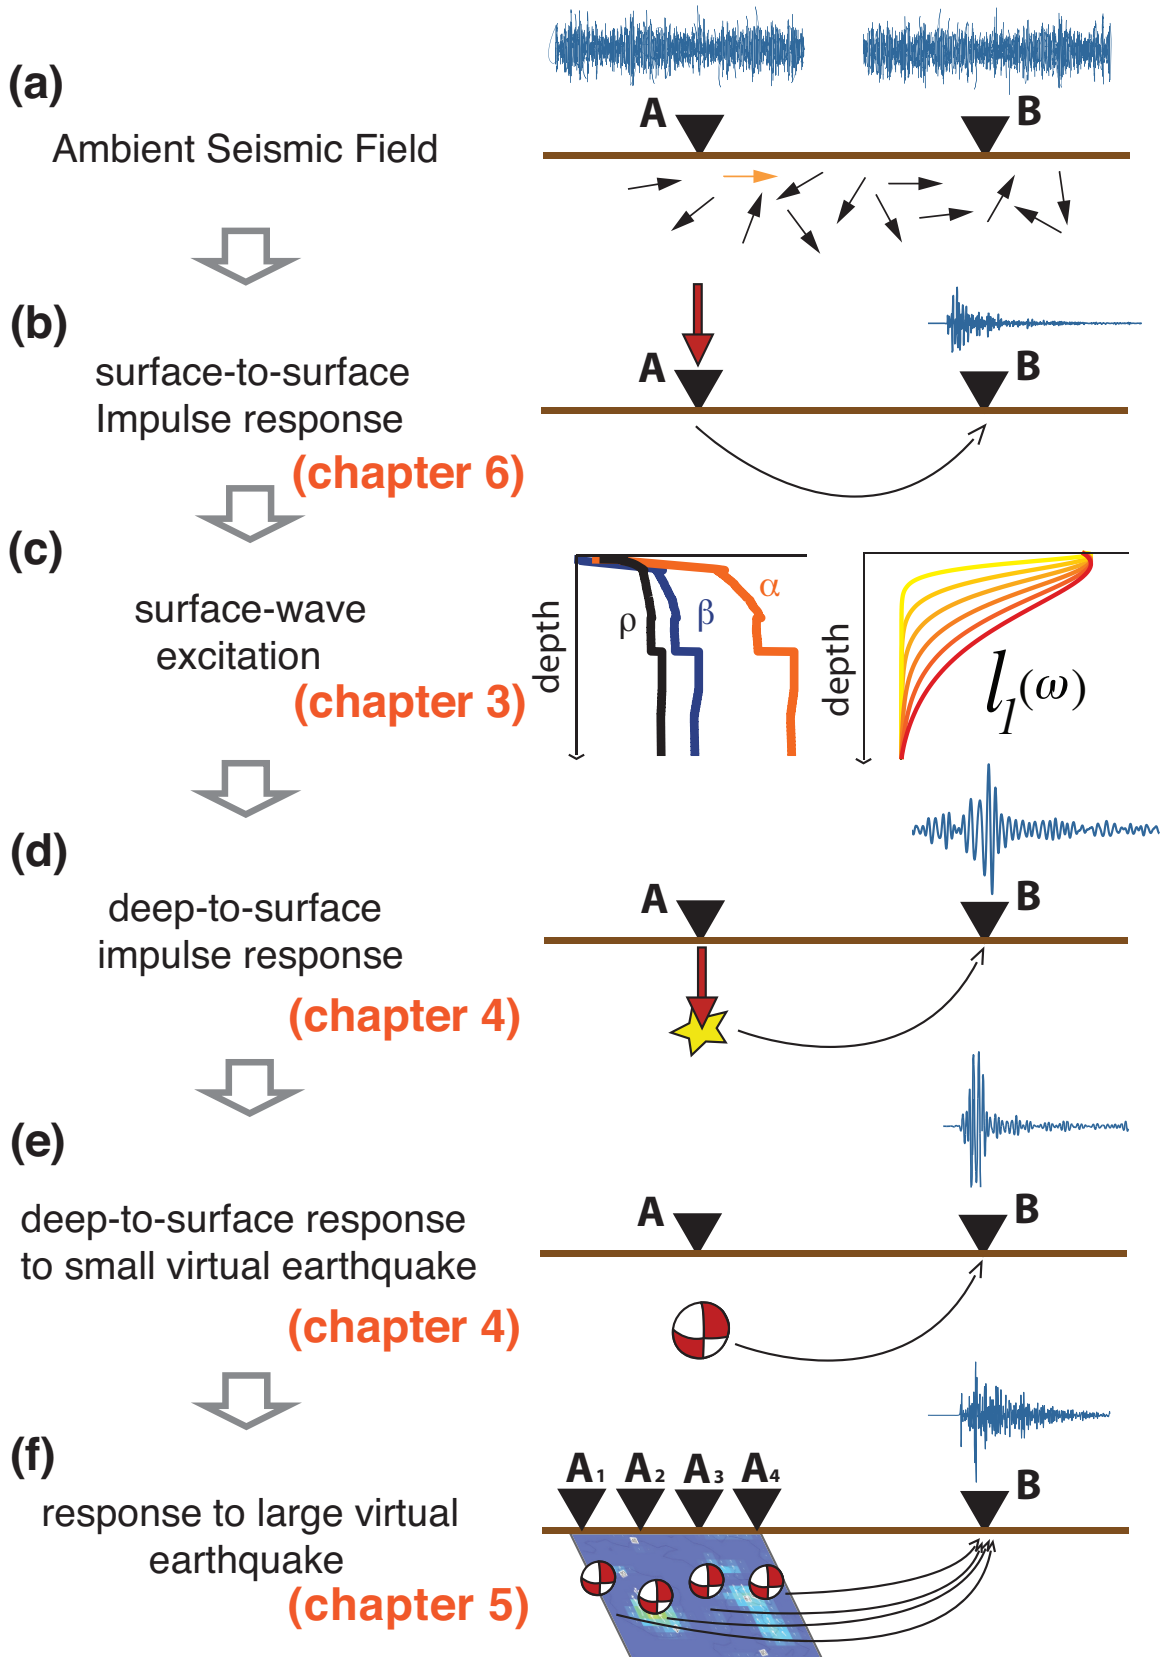 (a)
Ambient Seismic Field
A
B
(b)
surface-to-surface
Impulse response
(chapter 6)
A
B
(c)
surface-wave
excitation
(chapter 3)
depth
ρ
β
α
depth
l₁(ω)
(d)
deep-to-surface
impulse response
(chapter 4)
A
B
(e)
deep-to-surface response
to small virtual earthquake
(chapter 4)
A
B
(f)
response to large virtual
earthquake
(chapter 5)
A₁ A₂ A₃ A₄
B